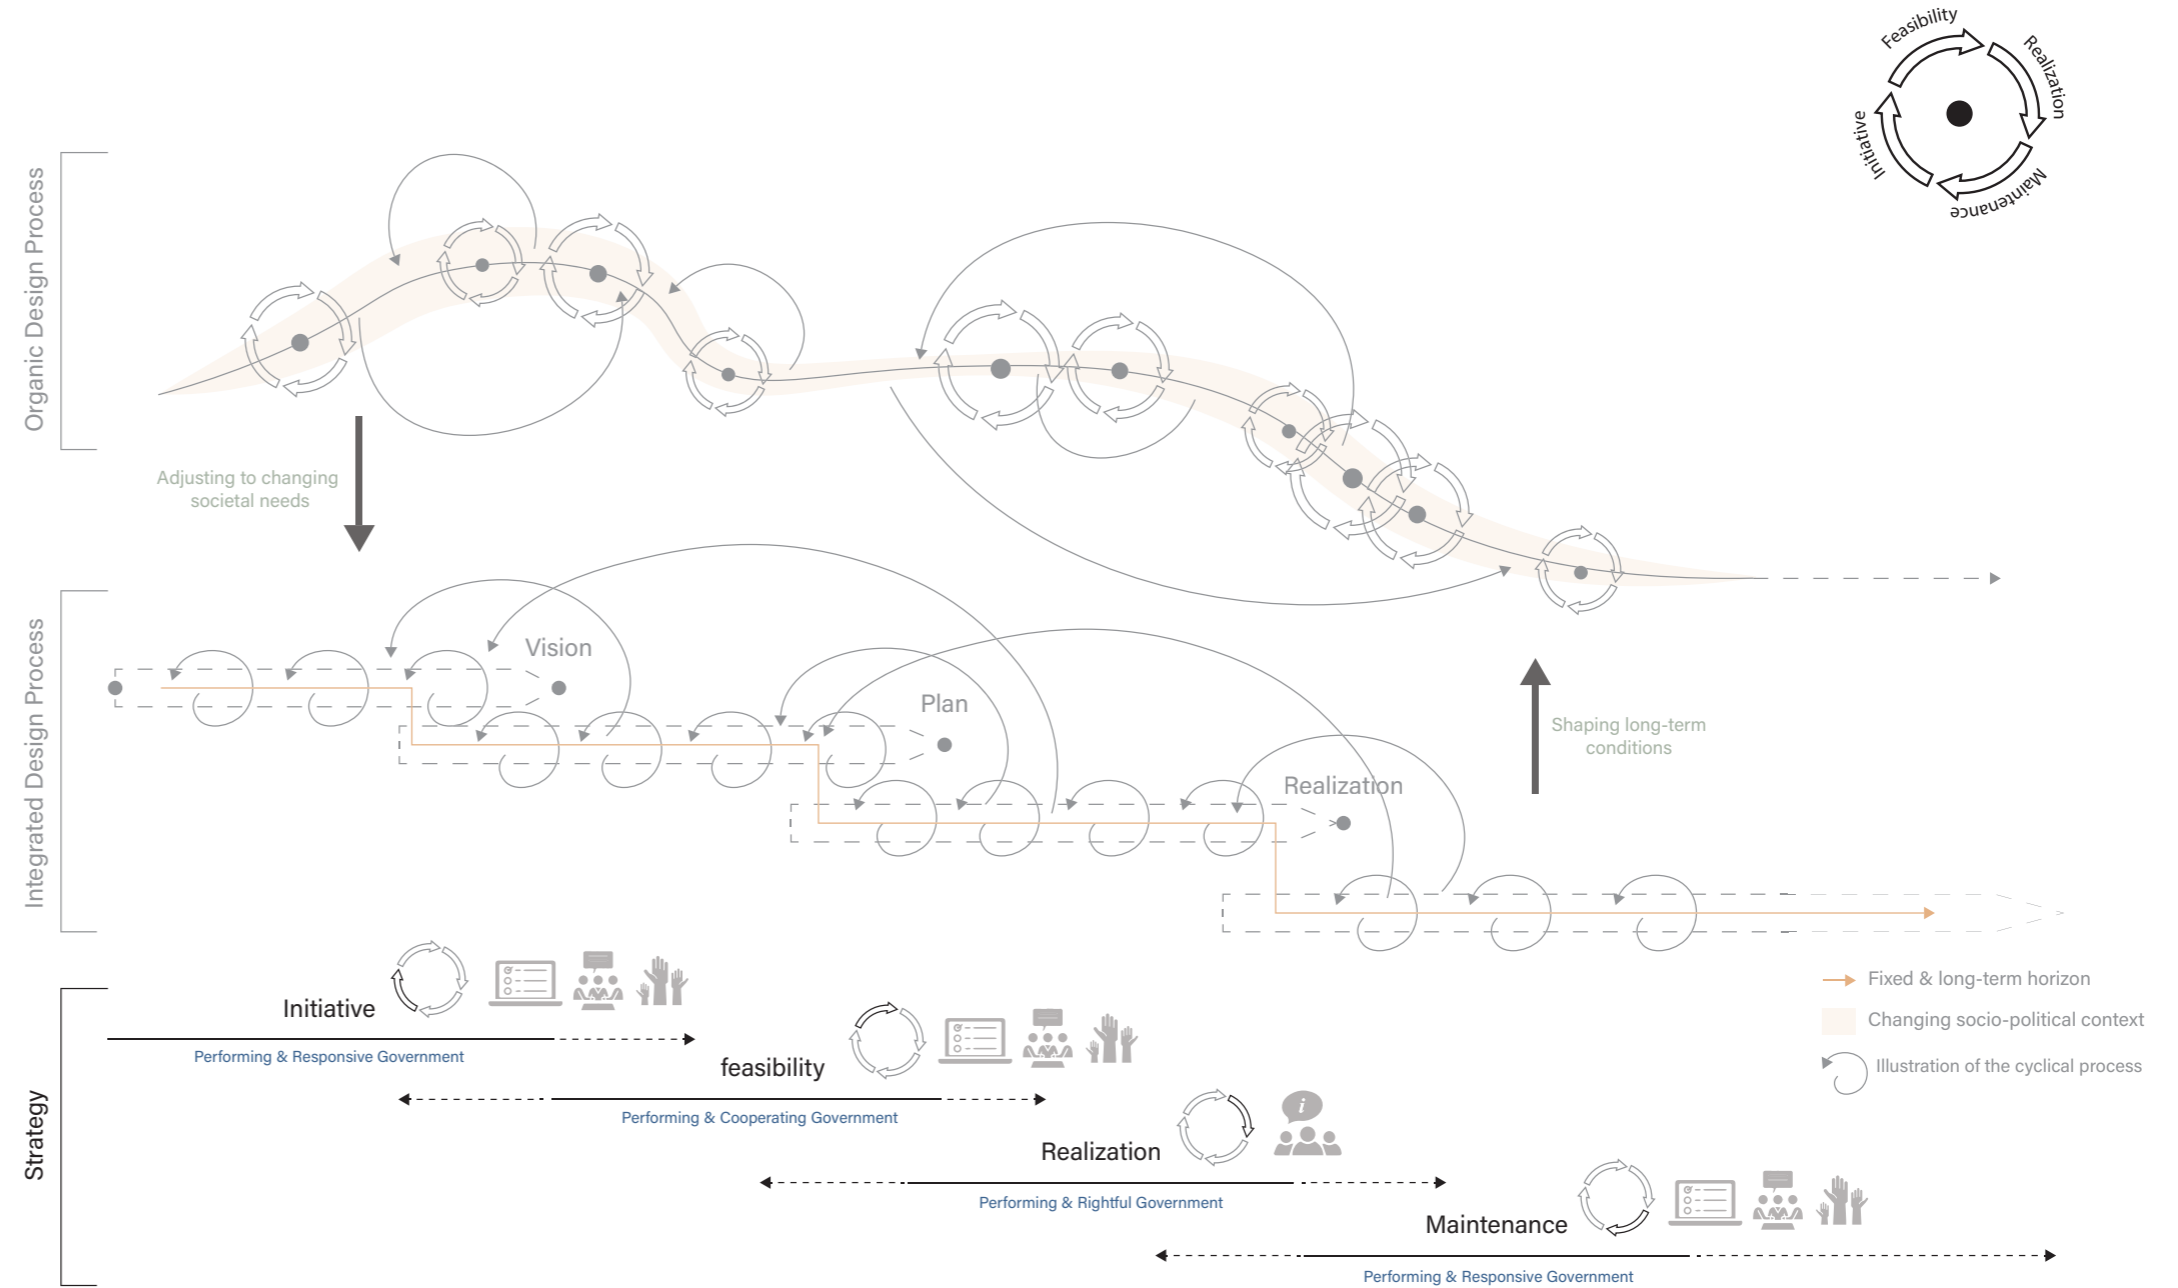 Feasibility
Realization
Initiative
Maintenance
Organic Design Process
Adjusting to changing
societal needs
Integrated Design Process
Vision
Plan
Realization
Shaping long-term
conditions
Fixed & long-term horizon
Changing socio-political context
Illustration of the cyclical process
Strategy
Initiative
Performing & Responsive Government
feasibility
Performing & Cooperating Government
i
Realization
Performing & Rightful Government
Maintenance
Performing & Responsive Government